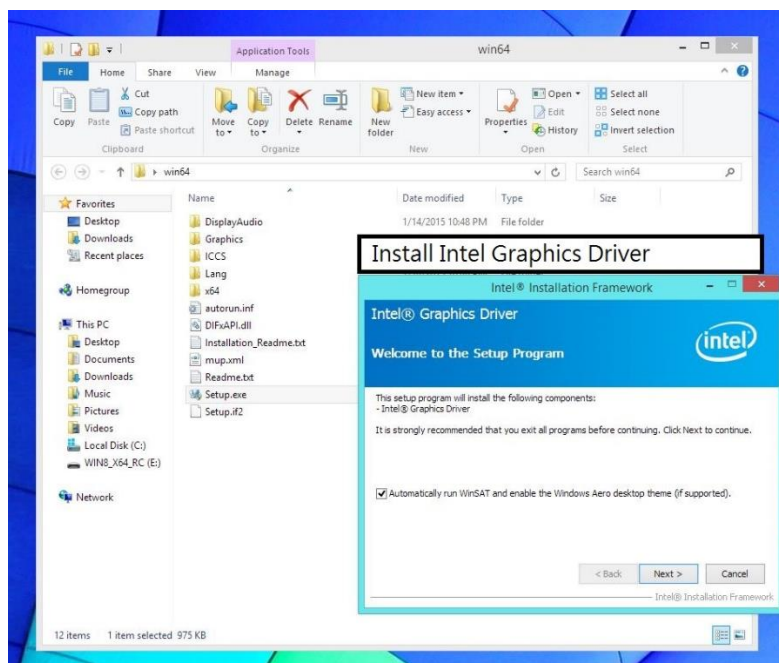 Application Tools
win64
File
Home
Share
View
Manage
Copy
Paste
Cut
Copy path
Paste shortcut
Clipboard
Move to
Copy to
Delete
Rename
Organize
New folder
New item
Easy access
New
Properties
Open
Edit
History
Open
Select all
Select none
Invert selection
Select
win64
Search win64
Favorites
Desktop
Downloads
Recent places
Homegroup
This PC
Desktop
Documents
Downloads
Music
Pictures
Videos
Local Disk (C:)
WIN8_X64_RC (E:)
Network
Name
Date modified
Type
Size
DisplayAudio
1/14/2015 10:48 PM
File folder
Graphics
ICCS
Lang
x64
autorun.inf
DIFxAPI.dll
Installation_Readme.txt
mup.xml
Readme.txt
Setup.exe
Setup.if2
Install Intel Graphics Driver
Intel® Installation Framework
Intel® Graphics Driver
Welcome to the Setup Program
intel
This setup program will install the following components:
- Intel® Graphics Driver
It is strongly recommended that you exit all programs before continuing. Click Next to continue.
Automatically run WinSAT and enable the Windows Aero desktop theme (if supported).
< Back
Next >
Cancel
Intel® Installation Framework
12 items
1 item selected 975 KB